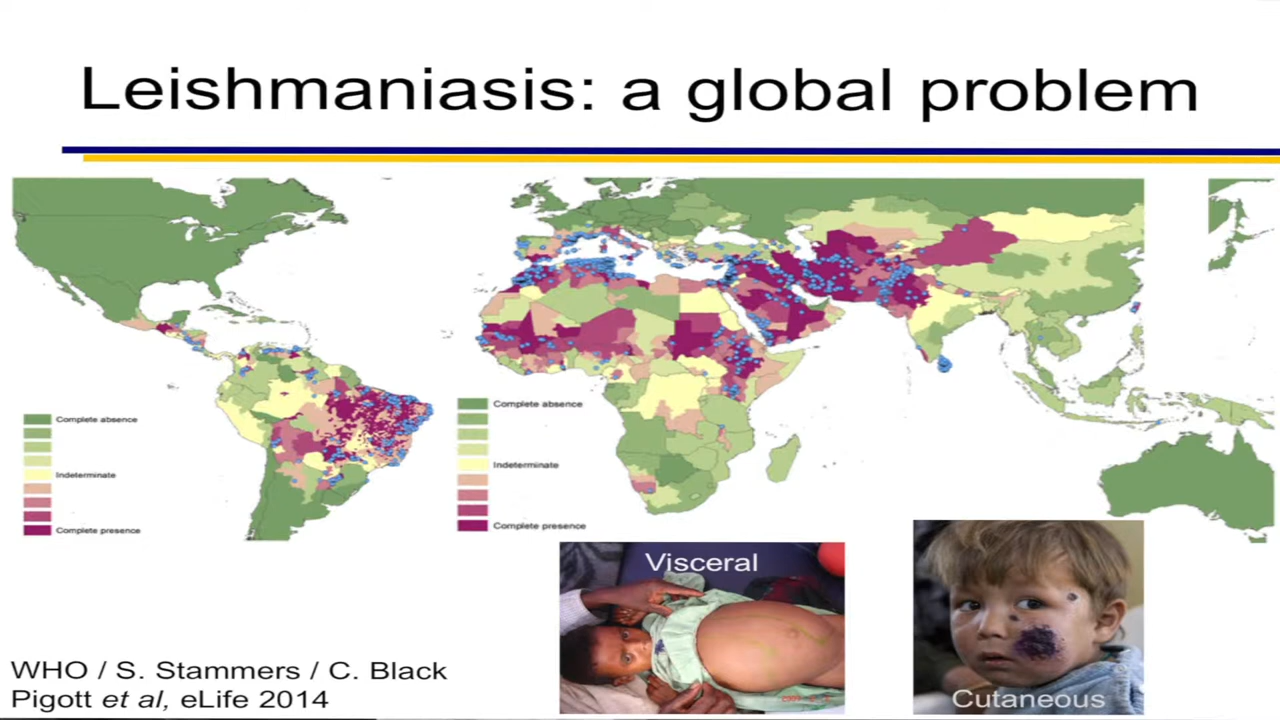 Leishmaniasis: a global problem
Complete absence
Indeterminate
Complete presence
Complete absence
Indeterminate
Complete presence
Visceral
Cutaneous
WHO / S. Stammers / C. Black
Pigott et al, eLife 2014